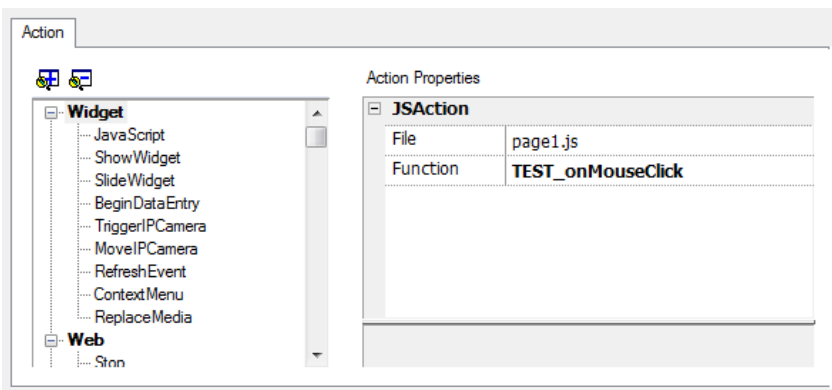 Action
Action Properties
Widget
JavaScript
ShowWidget
SlideWidget
BeginDataEntry
TriggerIPCamera
MoveIPCamera
RefreshEvent
ContextMenu
ReplaceMedia
Web
Stop
JSAction
File page1.js
Function TEST_onMouseClick